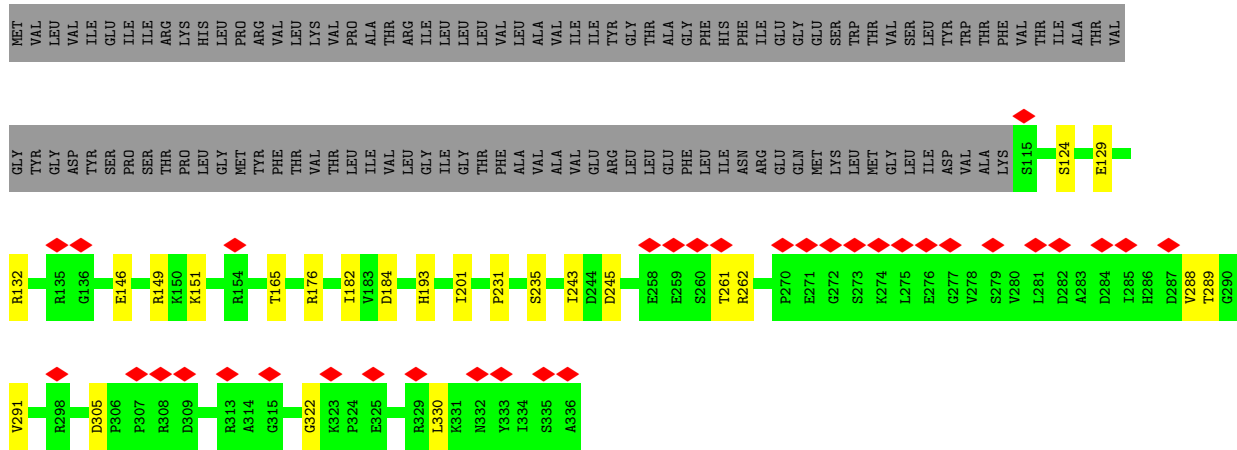 MET VAL LEU VAL ILE GLU ILE ILE ARG LYS HIS LEU PRO ARG VAL LEU LYS VAL PRO ALA THR ARG ILE LEU LEU LEU VAL LEU ALA VAL ILE ILE TYR GLY THR ALA GLY PHE HIS PHE ILE GLU GLY GLU SER TRP THR VAL SER LEU TYR TRP THR PHE VAL THR ILE ALA THR VAL
GLY TYR GLY ASP TYR SER PRO SER THR PRO LEU GLY MET TYR PHE THR VAL THR LEU ILE VAL LEU GLY ILE GLY THR PHE ALA VAL ALA VAL GLU ARG LEU LEU GLU PHE LEU ILE ASN ARG GLU GLN MET LYS LEU MET GLY LEU ILE ASP VAL ALA LYS S115 S124 E129
R132 R135 G136 E146 R149 K150 K151 R154 T165 R176 I182 V183 D184 H193 I201 P231 S235 I243 D244 D245 E258 E259 S260 T261 R262 P270 E271 G272 S273 K274 L275 E276 G277 V278 S279 V280 L281 D282 A283 D284 I285 H286 D287 V288 T289 G290
V291 R298 D305 P306 P307 R308 D309 R313 A314 G315 G322 K323 P324 E325 R329 L330 K331 N332 Y333 I334 S335 A336